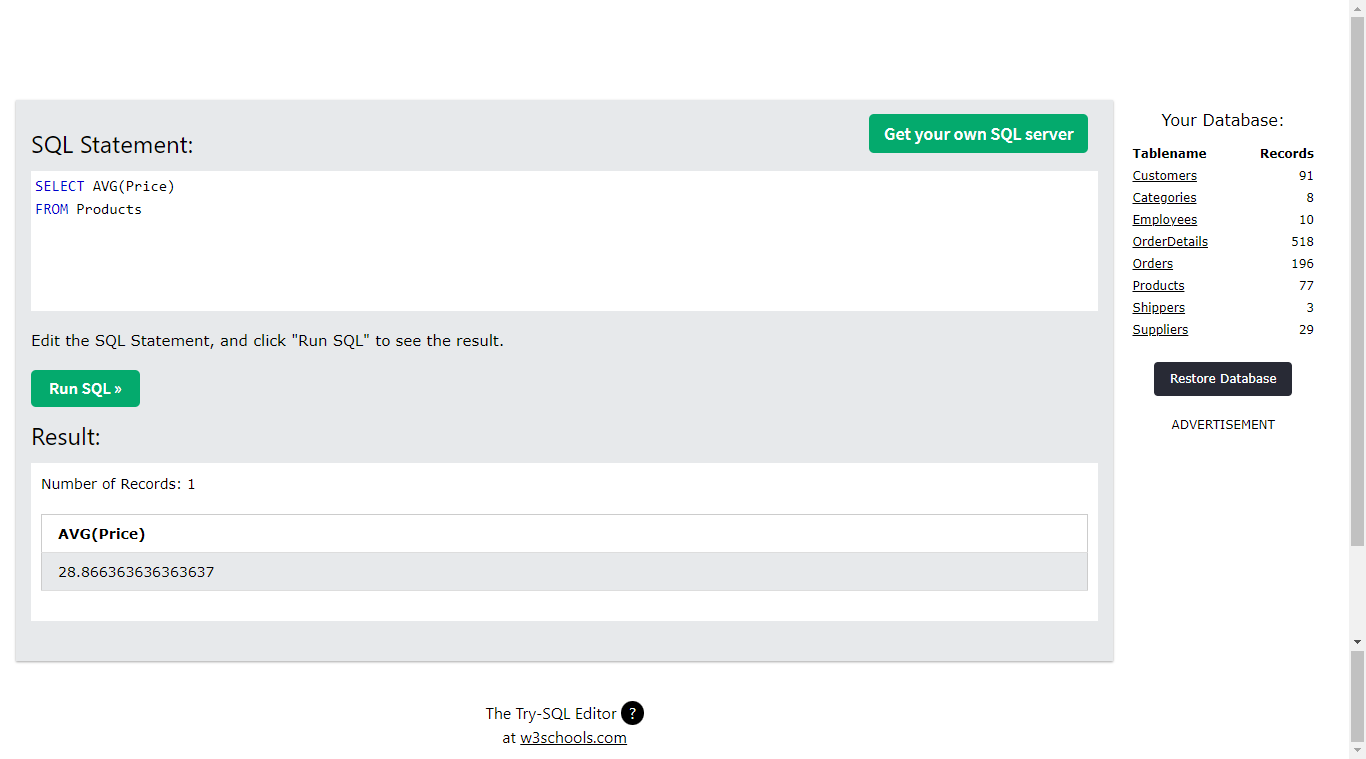 Get your own SQL server
SQL Statement:
SELECT AVG(Price)
FROM Products
Edit the SQL Statement, and click "Run SQL" to see the result.
Run SQL »
Result:
Number of Records: 1
AVG(Price)
28.866363636363637
The Try-SQL Editor ?
at w3schools.com
Your Database:
Tablename Records
Customers 91
Categories 8
Employees 10
OrderDetails 518
Orders 196
Products 77
Shippers 3
Suppliers 29
Restore Database
ADVERTISEMENT